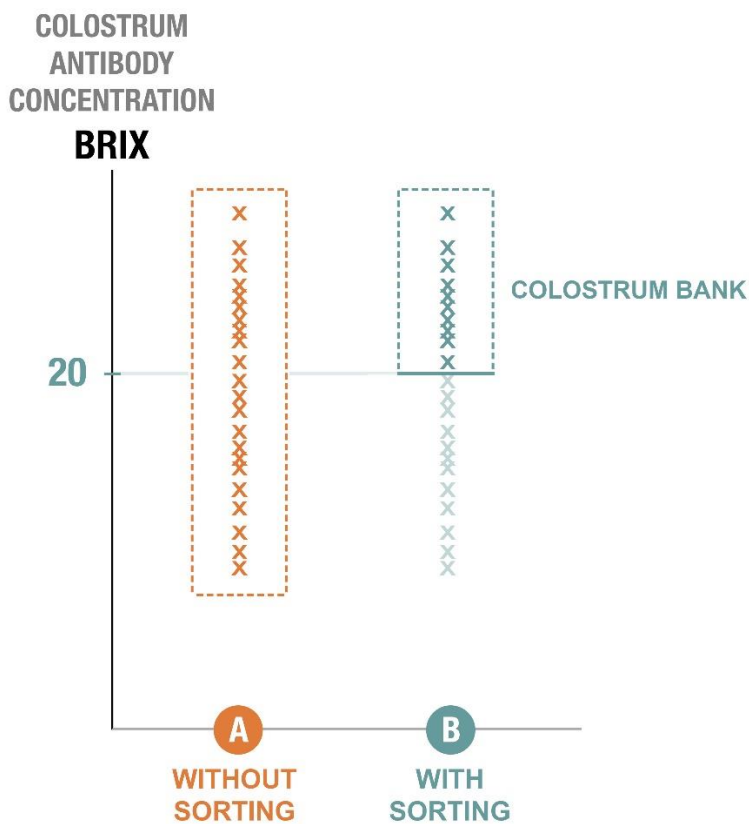 COLOSTRUM
ANTIBODY
CONCENTRATION
BRIX
COLOSTRUM BANK
20
A
B
WITHOUT
SORTING
WITH
SORTING